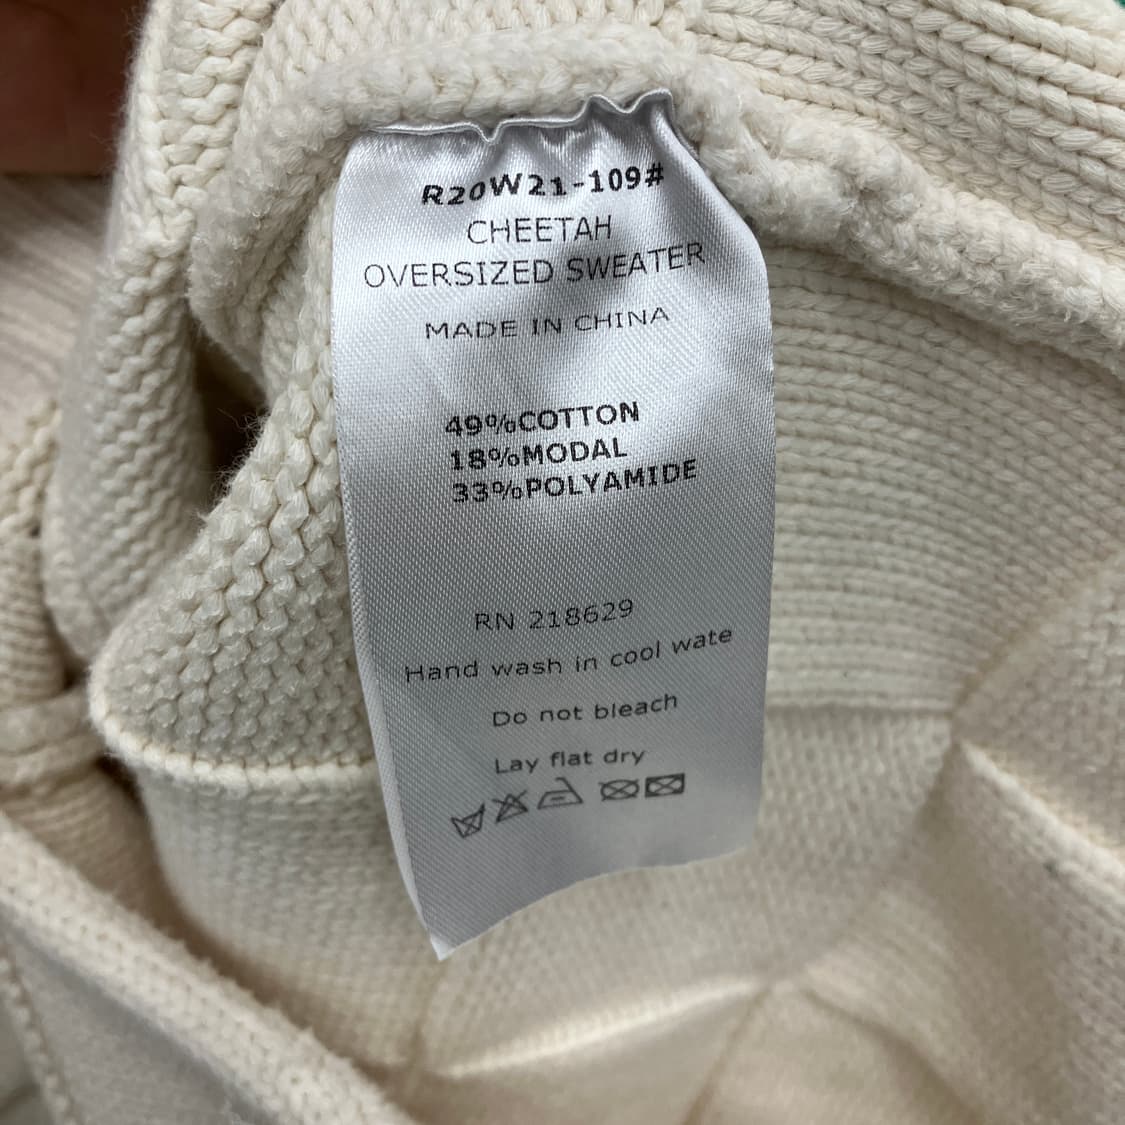 R20W21-109#
CHEETAH
OVERSIZED SWEATER
MADE IN CHINA
49%COTTON
18%MODAL
33%POLYAMIDE
RN 218629
Hand wash in cool wate
Do not bleach
Lay flat dry